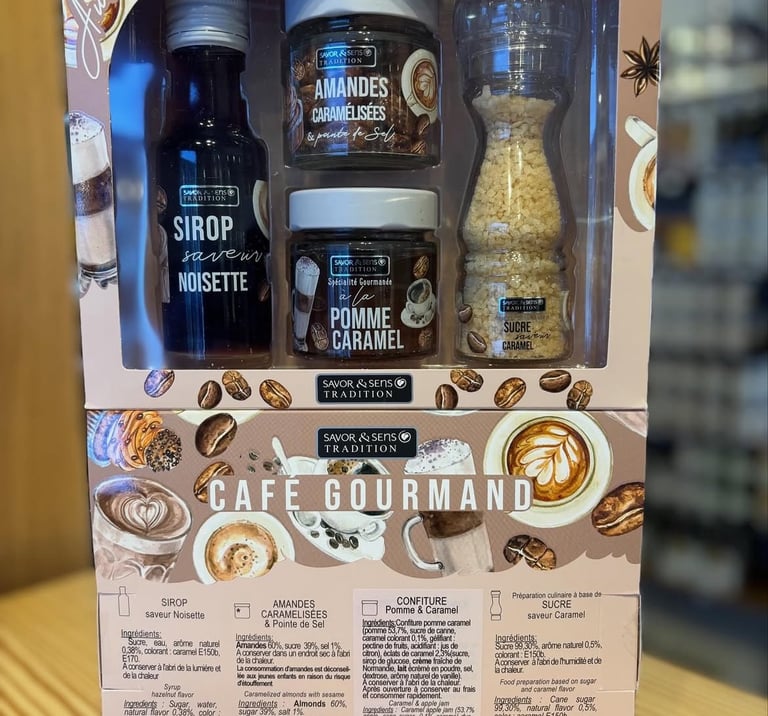 SAVOR & SENS
TRADITION
AMANDES
CARAMÉLISÉES
& pointe de Sel
SAVOR & SENS
TRADITION
SIROP
saveur
NOISETTE
SAVOR & SENS
TRADITION
Spécialité Gourmande
à la
POMME
CARAMEL
SAVOR & SENS
TRADITION
SUCRE
saveur
CARAMEL
SAVOR & SENS
TRADITION
SAVOR & SENS
TRADITION
CAFÉ GOURMAND
SIROP
saveur Noisette
Ingrédients:
Sucre, eau, arôme naturel
0,38%, colorant : caramel E150b,
E170.
A conserver à l'abri de la lumière et
de la chaleur.
Syrup
hazelnut flavor
Ingredients : Sugar, water,
natural flavor 0,38%, color :
AMANDES
CARAMELISÉES
& Pointe de Sel
Ingrédients:
Amandes 60%, sucre 39%, sel 1%.
A conserver dans un endroit sec à l'abri
de la chaleur.
La consommation d'amandes est déconseil-
lée aux jeunes enfants en raison du risque
d'étouffement
Caramelized almonds with sesame
Ingredients : Almonds 60%,
sugar 39%, salt 1%.
CONFITURE
Pomme & Caramel
Ingrédients:Confiture pomme caramel
(pomme 53,7%, sucre de canne,
caramel colorant 0,1%, gélifiant :
pectine de fruits, acidifiant : jus de
citron), éclats de caramel 2,3%(sucre,
sirop de glucose, crème fraîche de
Normandie, lait écrémé en poudre, sel,
dextrose, arôme naturel de vanille).
A conserver à l'abri de la chaleur.
Après ouverture à conserver au frais
et consommer rapidement.
Caramel & apple jam
Ingredients : Caramel apple jam (53.7%
Préparation culinaire à base de
SUCRE
saveur Caramel
Ingrédients:
Sucre 99,30%, arôme naturel 0,5%,
colorant : E150b.
A conserver à l'abri de l'humidité et de
la chaleur.
Food preparation based on sugar
and caramel flavor
Ingredients : Cane sugar
99,30%, natural flavor 0,5%,
color : caramel E150b